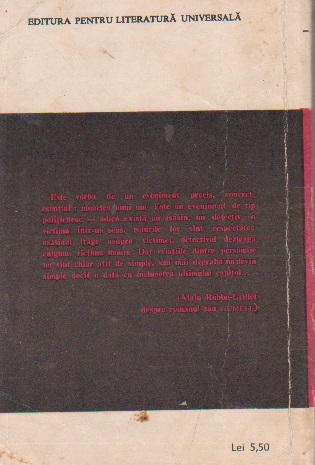 EDITURA PENTRU LITERATURĂ UNIVERSALĂ
Este vorba de un eveniment precis, concret,
esențial : moartea unui om. Este un eveniment de tip
polițienesc — adică există un asasin, un detectiv, o
victimă. Într-un sens, rolurile lor sînt respectate:
asasinul trage asupra victimei, detectivul dezleagă
enigma, victima moare. Dar relațiile dintre personaje
nu sînt chiar atît de simple, sau mai degrabă nu devin
simple decît o dată cu închiderea ultimului capitol...
(Alain Robbe-Grillet
despre romanul său GUMELE)
Lei 5,50